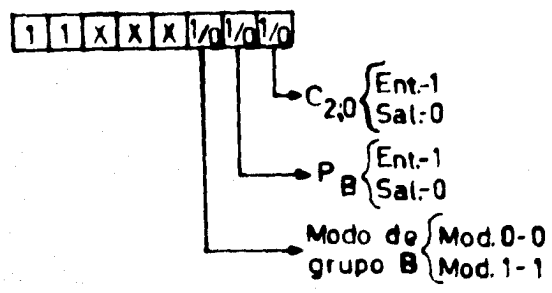 1 1 X X X 1/0 1/0 1/0
C2;0 { Ent.-1
Sal.-0
PB { Ent.-1
Sal.-0
Modo de { Mod. 0-0
grupo B Mod. 1-1